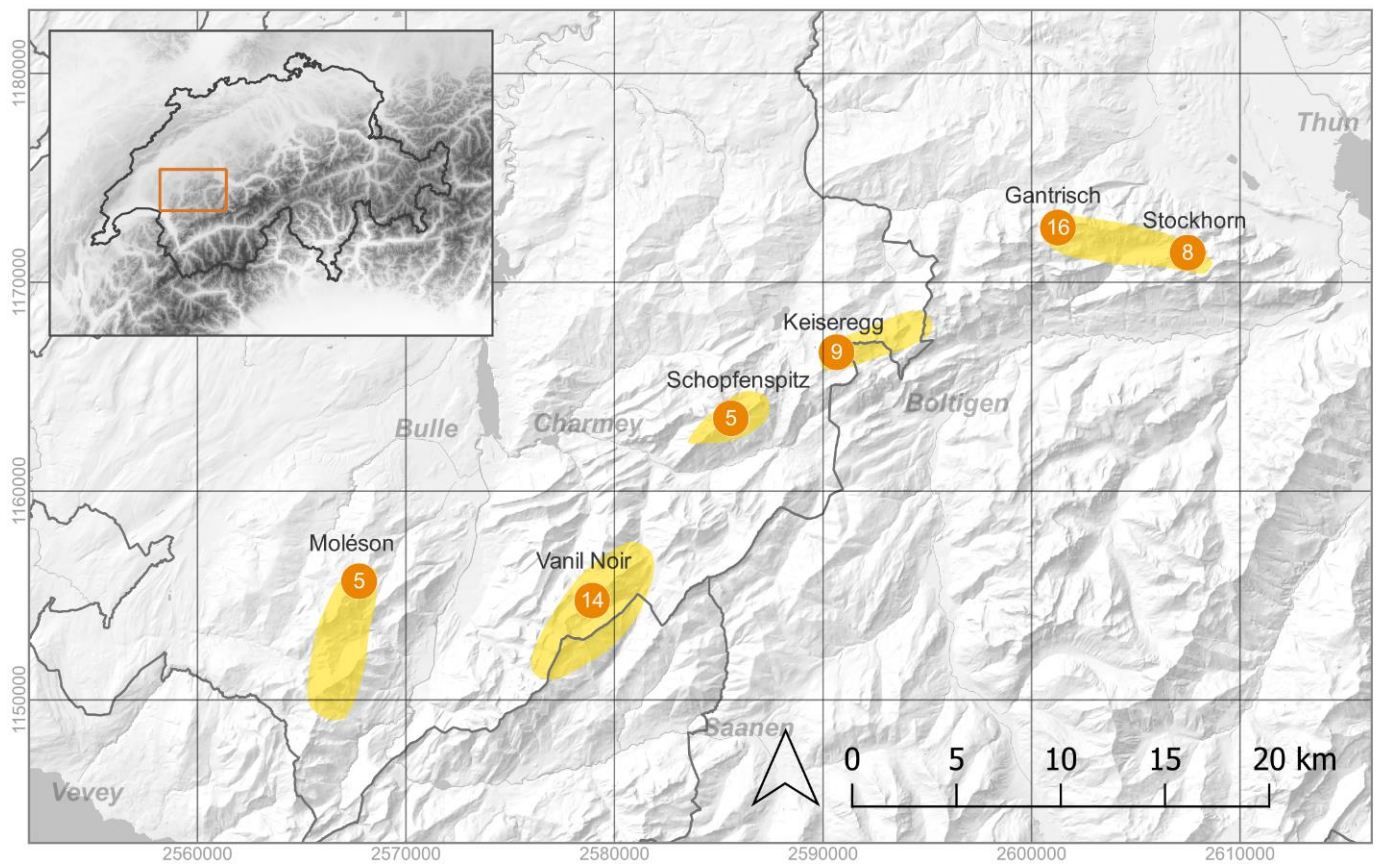 1180000
Thun
Gantrisch
16
Stockhorn
8
1170000
Keiseregg
9
Schopfenspitz
5
Boltigen
Bulle
Charmey
1160000
Moléson
5
Vanil Noir
14
1150000
Saanen
0 5 10 15 20 km
Vevey
2560000 2570000 2580000 2590000 2600000 2610000